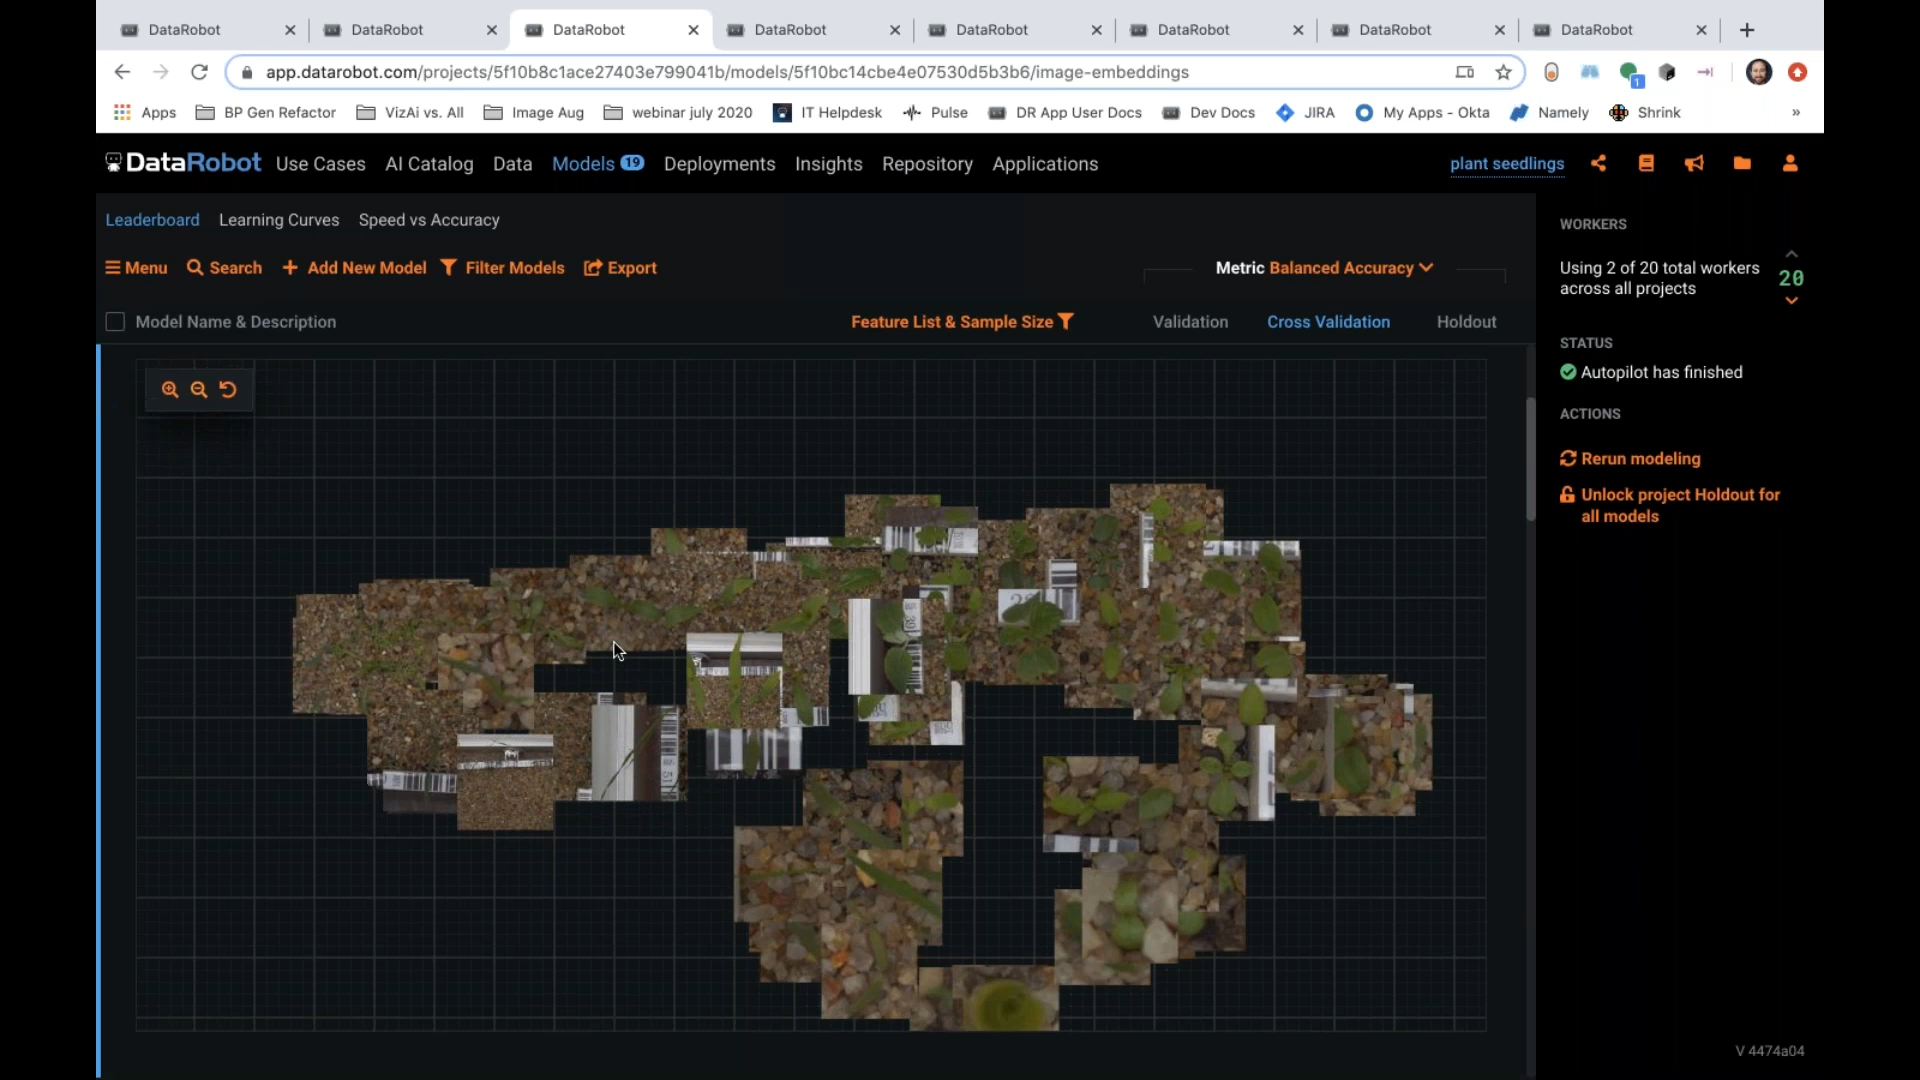 DataRobot DataRobot DataRobot DataRobot DataRobot DataRobot DataRobot DataRobot
app.datarobot.com/projects/5f10b8c1ace27403e799041b/models/5f10bc14cbe4e07530d5b3b6/image-embeddings
1
Apps BP Gen Refactor VizAi vs. All Image Aug webinar july 2020 IT Helpdesk Pulse DR App User Docs Dev Docs JIRA My Apps - Okta Namely Shrink »
DataRobot Use Cases AI Catalog Data Models 19 Deployments Insights Repository Applications plant seedlings
Leaderboard Learning Curves Speed vs Accuracy
Menu Search Add New Model Filter Models Export
Metric Balanced Accuracy
Model Name & Description Feature List & Sample Size Validation Cross Validation Holdout
WORKERS
Using 2 of 20 total workers
across all projects
20
STATUS
Autopilot has finished
ACTIONS
Rerun modeling
Unlock project Holdout for
all models
V 4474a04